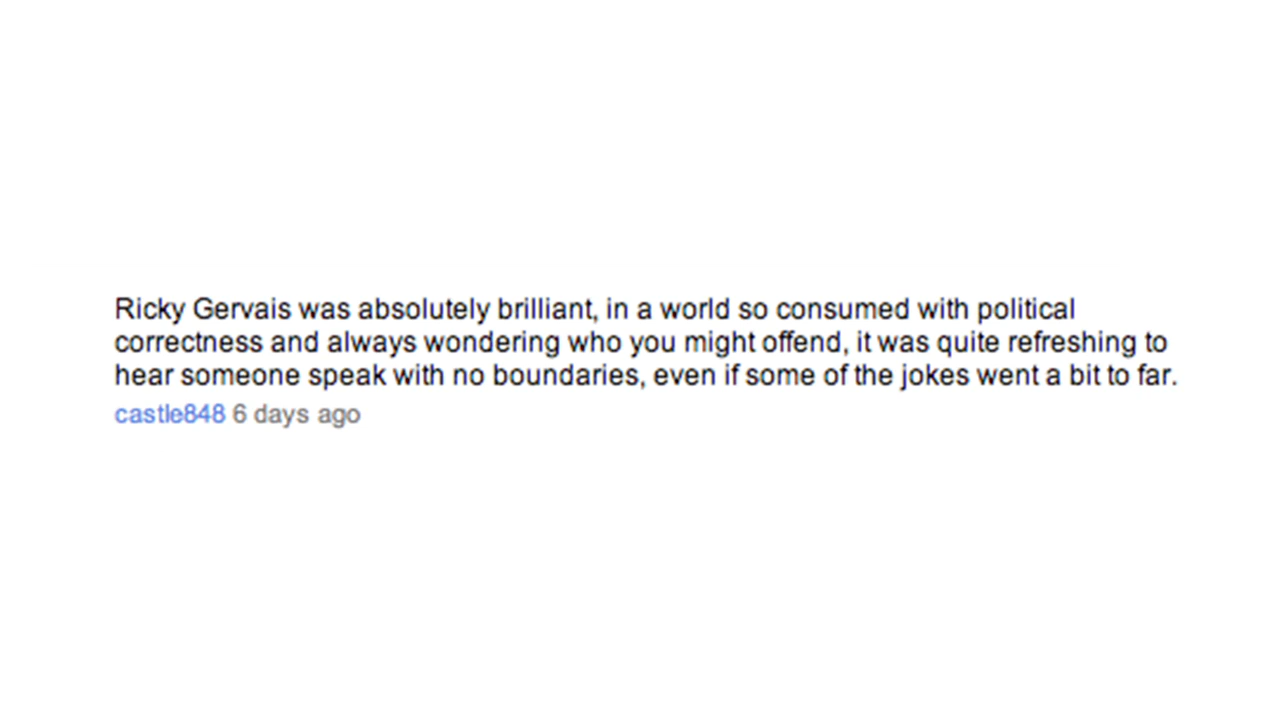 Ricky Gervais was absolutely brilliant, in a world so consumed with political
correctness and always wondering who you might offend, it was quite refreshing to
hear someone speak with no boundaries, even if some of the jokes went a bit to far.
castle848 6 days ago